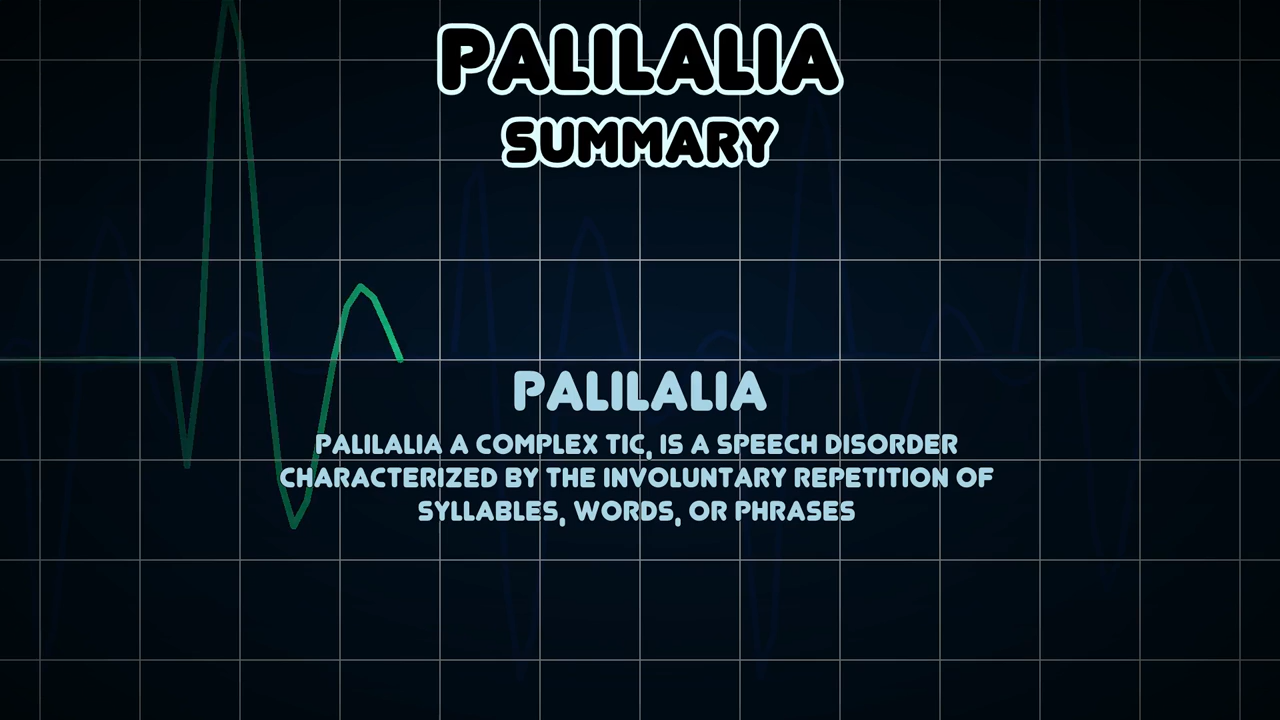 PALILALIA
SUMMARY
PALILALIA
PALILALIA A COMPLEX TIC, IS A SPEECH DISORDER
CHARACTERIZED BY THE INVOLUNTARY REPETITION OF
SYLLABLES, WORDS, OR PHRASES